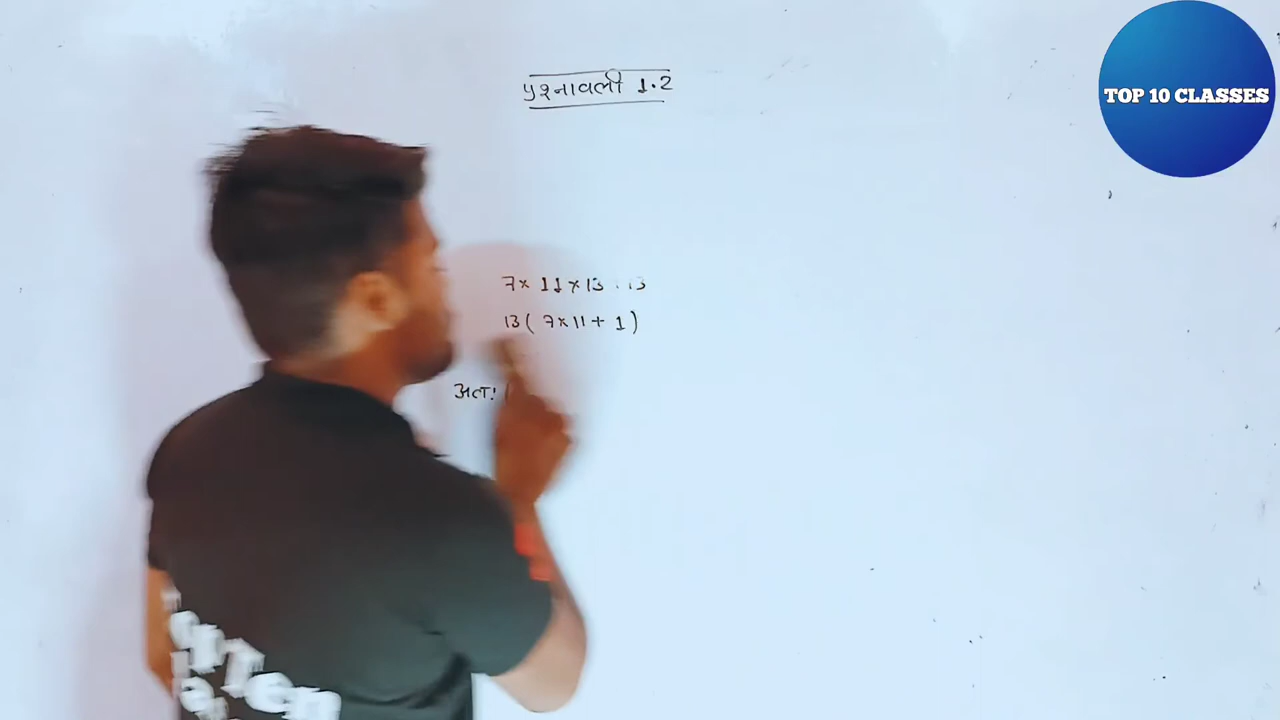 प्रश्नावली 1.2
TOP 10 CLASSES
7 × 11 × 13 + 13
13 ( 7 × 11 + 1 )
अतः